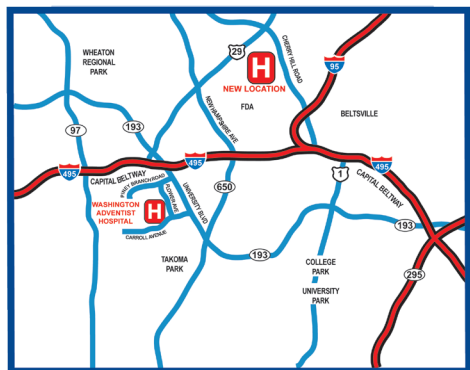 WHEATON
REGIONAL
PARK
29
CHERRY HILL ROAD
95
H
NEW LOCATION
FDA
NEW HAMPSHIRE AVE
BELTSVILLE
97
193
495
495
495
CAPITAL BELTWAY
PINEY BRANCH ROAD
FLOWER AVE
UNIVERSITY BLVD
650
1
CAPITAL BELTWAY
WASHINGTON
ADVENTIST
HOSPITAL
H
CARROLL AVENUE
193
TAKOMA
PARK
193
COLLEGE
PARK
UNIVERSITY
PARK
295